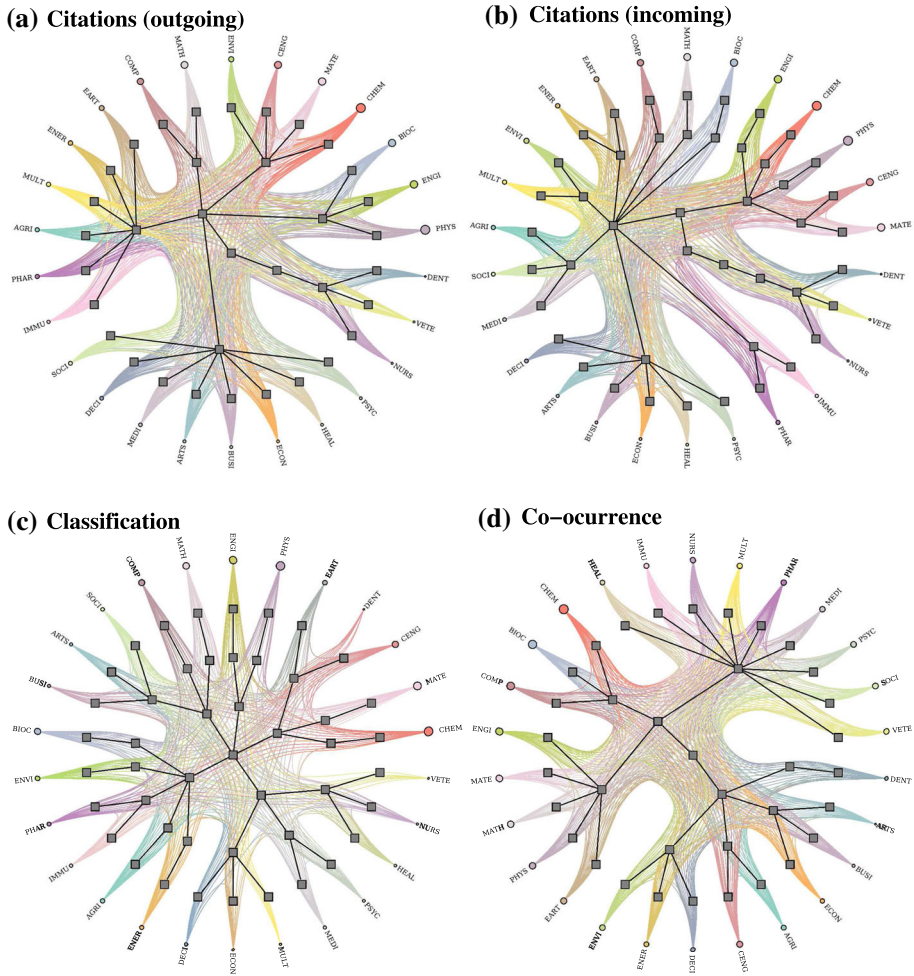 (a) Citations (outgoing)
ENVI
CENG
MATH
MATE
COMP
CHEM
EART
BIOC
ENER
ENGI
MULT
PHYS
AGRI
DENT
PHAR
VETE
IMMU
NURS
SOCI
PSYC
DECI
HEAL
MEDI
ECON
ARTS
BUSI
(b) Citations (incoming)
MATH
BIOC
COMP
ENGI
EART
CHEM
ENER
PHYS
ENVI
CENG
MULT
MATE
AGRI
DENT
SOCI
VETE
MEDI
NURS
DECI
IMMU
ARTS
PHAR
BUSI
PSYC
ECON
HEAL
(c) Classification
ENGI
PHYS
MATH
EART
COMP
DENT
SOCI
CENG
ARTS
MATE
BUSI
CHEM
BIOC
VETE
ENVI
NURS
PHAR
HEAL
IMMU
PSYC
AGRI
MEDI
ENER
MULT
DECI
ECON
(d) Co-ocurrence
NURS
MULT
IMMU
PHAR
HEAL
MEDI
CHEM
PSYC
BIOC
SOCI
COMP
VETE
ENGI
DENT
MATE
ARTS
MATH
BUSI
PHYS
ECON
EART
AGRI
ENVI
CENG
ENER
DECI